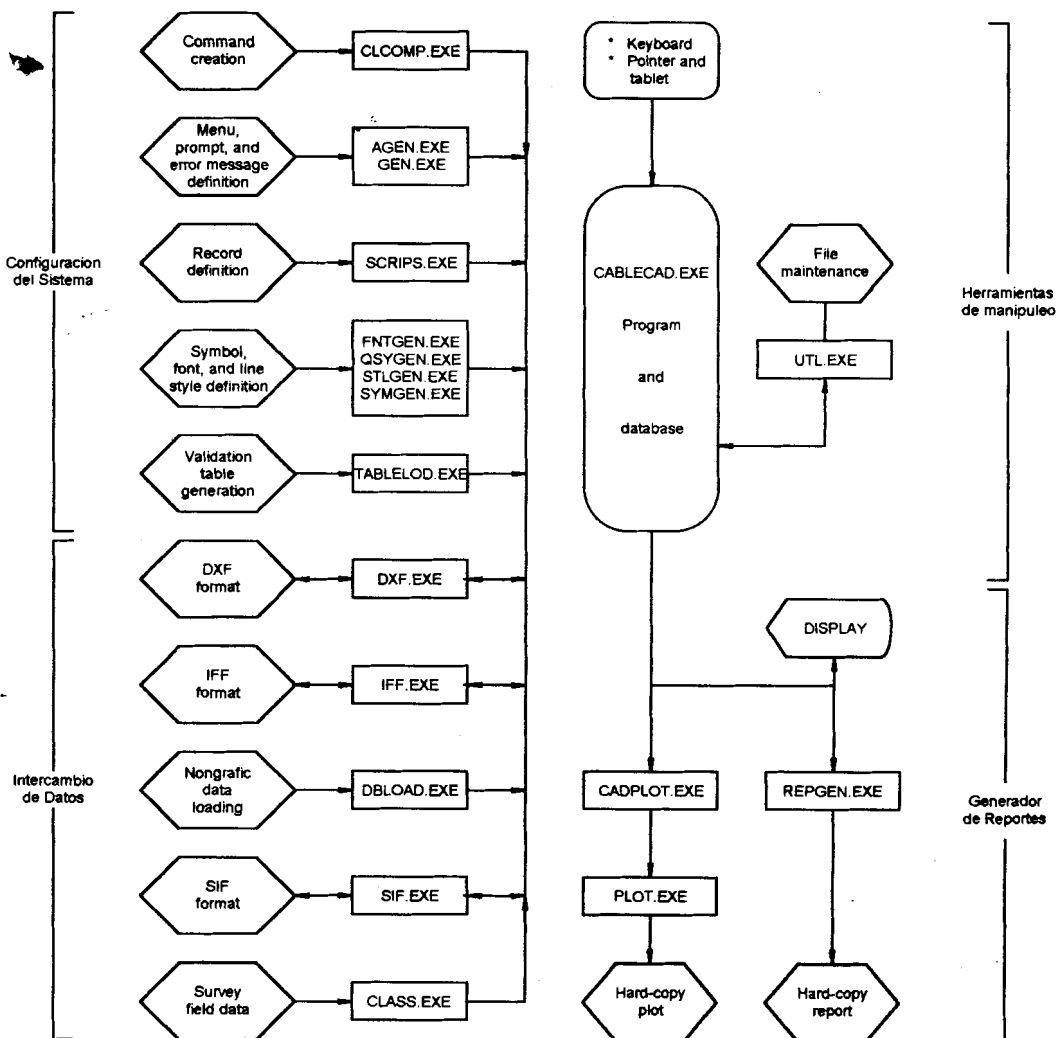 Configuracion
del Sistema
Intercambio
de Datos
Command
creation
CLCOMP.EXE
Menu,
prompt, and
error message
definition
AGEN.EXE
GEN.EXE
Record
definition
SCRIPS.EXE
Symbol,
font, and line
style definition
FNTGEN.EXE
QSYGEN.EXE
STLGEN.EXE
SYMGEN.EXE
Validation
table
generation
TABLELOD.EXE
DXF
format
DXF.EXE
IFF
format
IFF.EXE
Nongrafic
data
loading
DBLOAD.EXE
SIF
format
SIF.EXE
Survey
field data
CLASS.EXE
* Keyboard
* Pointer and
tablet
CABLECAD.EXE
Program
and
database
File
maintenance
UTL.EXE
DISPLAY
CADPLOT.EXE
REPGEN.EXE
PLOT.EXE
Hard-copy
plot
Hard-copy
report
Herramientas
de manipuleo
Generador
de Reportes